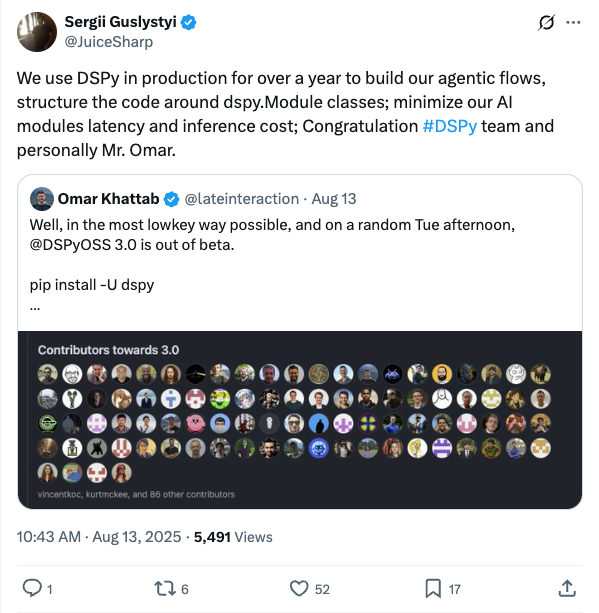 Sergii Guslystyi
@JuiceSharp
We use DSPy in production for over a year to build our agentic flows,
structure the code around dspy.Module classes; minimize our AI
modules latency and inference cost; Congratulation #DSPy team and
personally Mr. Omar.
Omar Khattab @lateinteraction · Aug 13
Well, in the most lowkey way possible, and on a random Tue afternoon,
@DSPyOSS 3.0 is out of beta.
pip install -U dspy
...
Contributors towards 3.0
vincentkoc, kurtmckee, and 86 other contributors
10:43 AM · Aug 13, 2025 · 5,491 Views
1 6 52 17